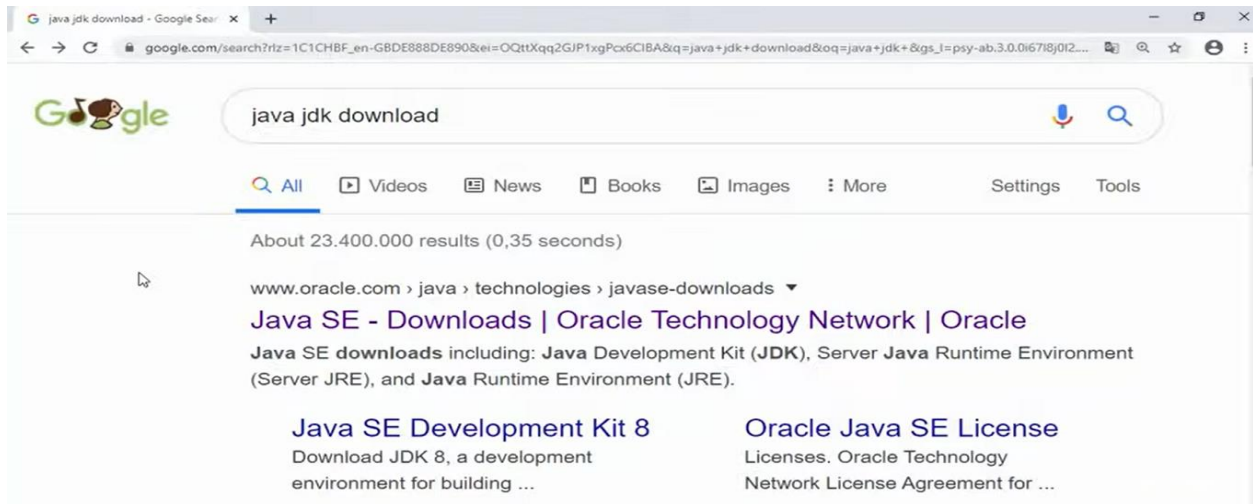 java jdk download - Google Sear
google.com/search?rlz=1C1CHBF_en-GBDE888DE890&ei=OQttXqq2GJP1xgPcx6CIBA&q=java+jdk+download&oq=java+jdk+&gs_l=psy-ab.3.0.0i67l8j0l2....
Google
java jdk download
All Videos News Books Images More Settings Tools
About 23.400.000 results (0,35 seconds)
www.oracle.com › java › technologies › javase-downloads
Java SE - Downloads | Oracle Technology Network | Oracle
Java SE downloads including: Java Development Kit (JDK), Server Java Runtime Environment
(Server JRE), and Java Runtime Environment (JRE).
Java SE Development Kit 8
Download JDK 8, a development
environment for building ...
Oracle Java SE License
Licenses. Oracle Technology
Network License Agreement for ...